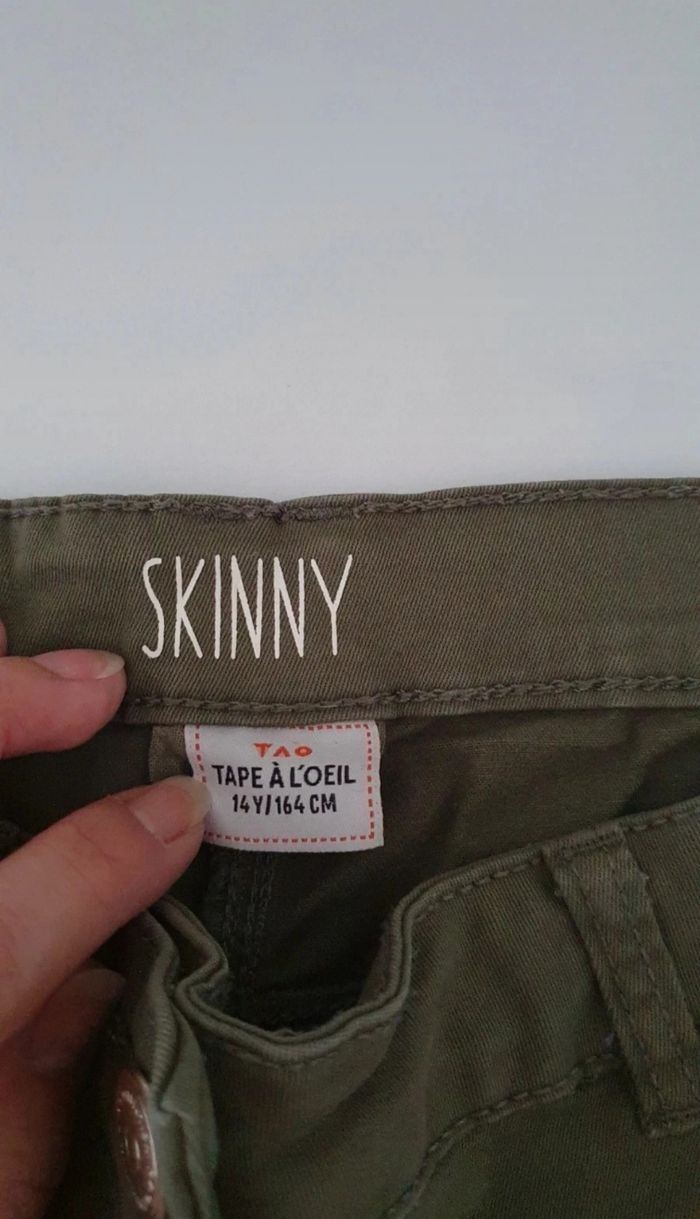 SKINNY
TAO
TAPE À L'OEIL
14Y/164 CM